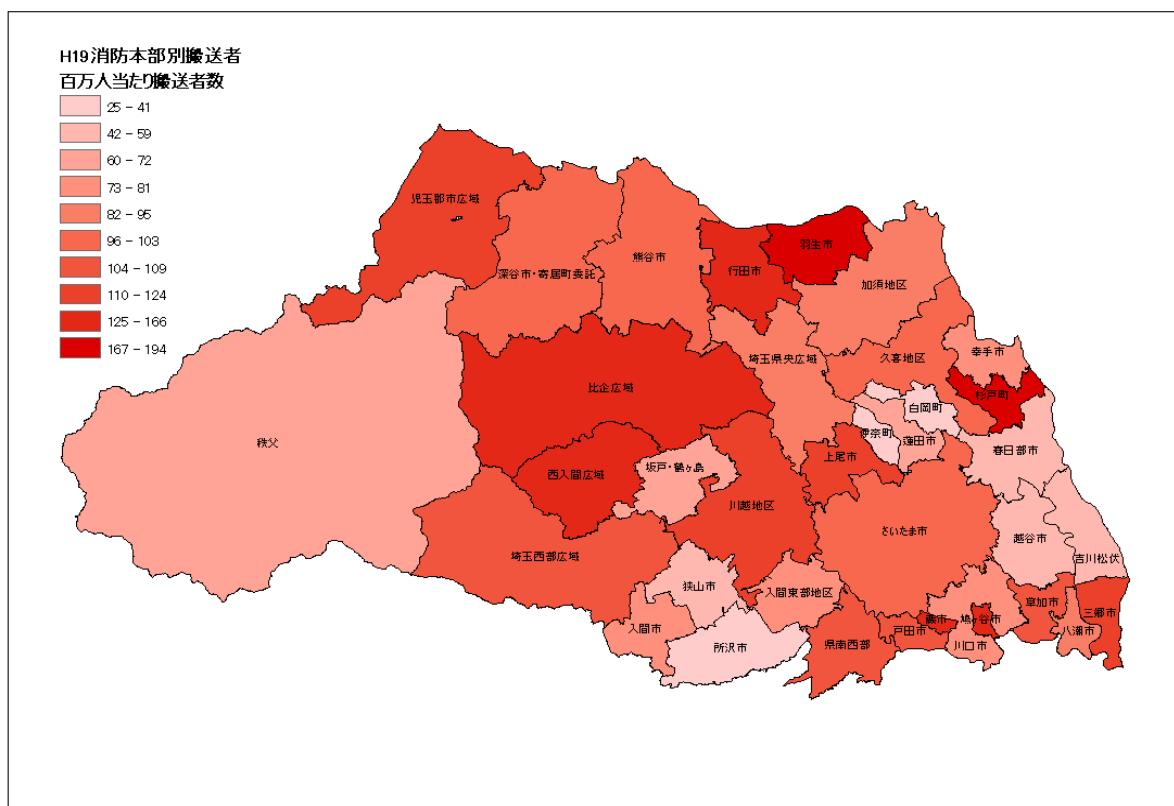 H19消防本部別搬送者
百万人当たり搬送者数
25 - 41
42 - 59
60 - 72
73 - 81
82 - 95
96 - 103
104 - 109
110 - 124
125 - 166
167 - 194
児玉郡市広域
深谷市・寄居町委託
熊谷市
行田市
羽生市
加須地区
久喜地区
幸手市
杉戸町
埼玉県央広域
白岡町
伊奈町
蓮田市
春日部市
比企広域
秩父
西入間広域
坂戸・鶴ヶ島
川越地区
上尾市
さいたま市
越谷市
吉川松伏
埼玉西部広域
狭山市
入間東部地区
入間市
所沢市
県南西部
戸田市
蕨市
鳩ヶ谷市
川口市
草加市
八潮市
三郷市